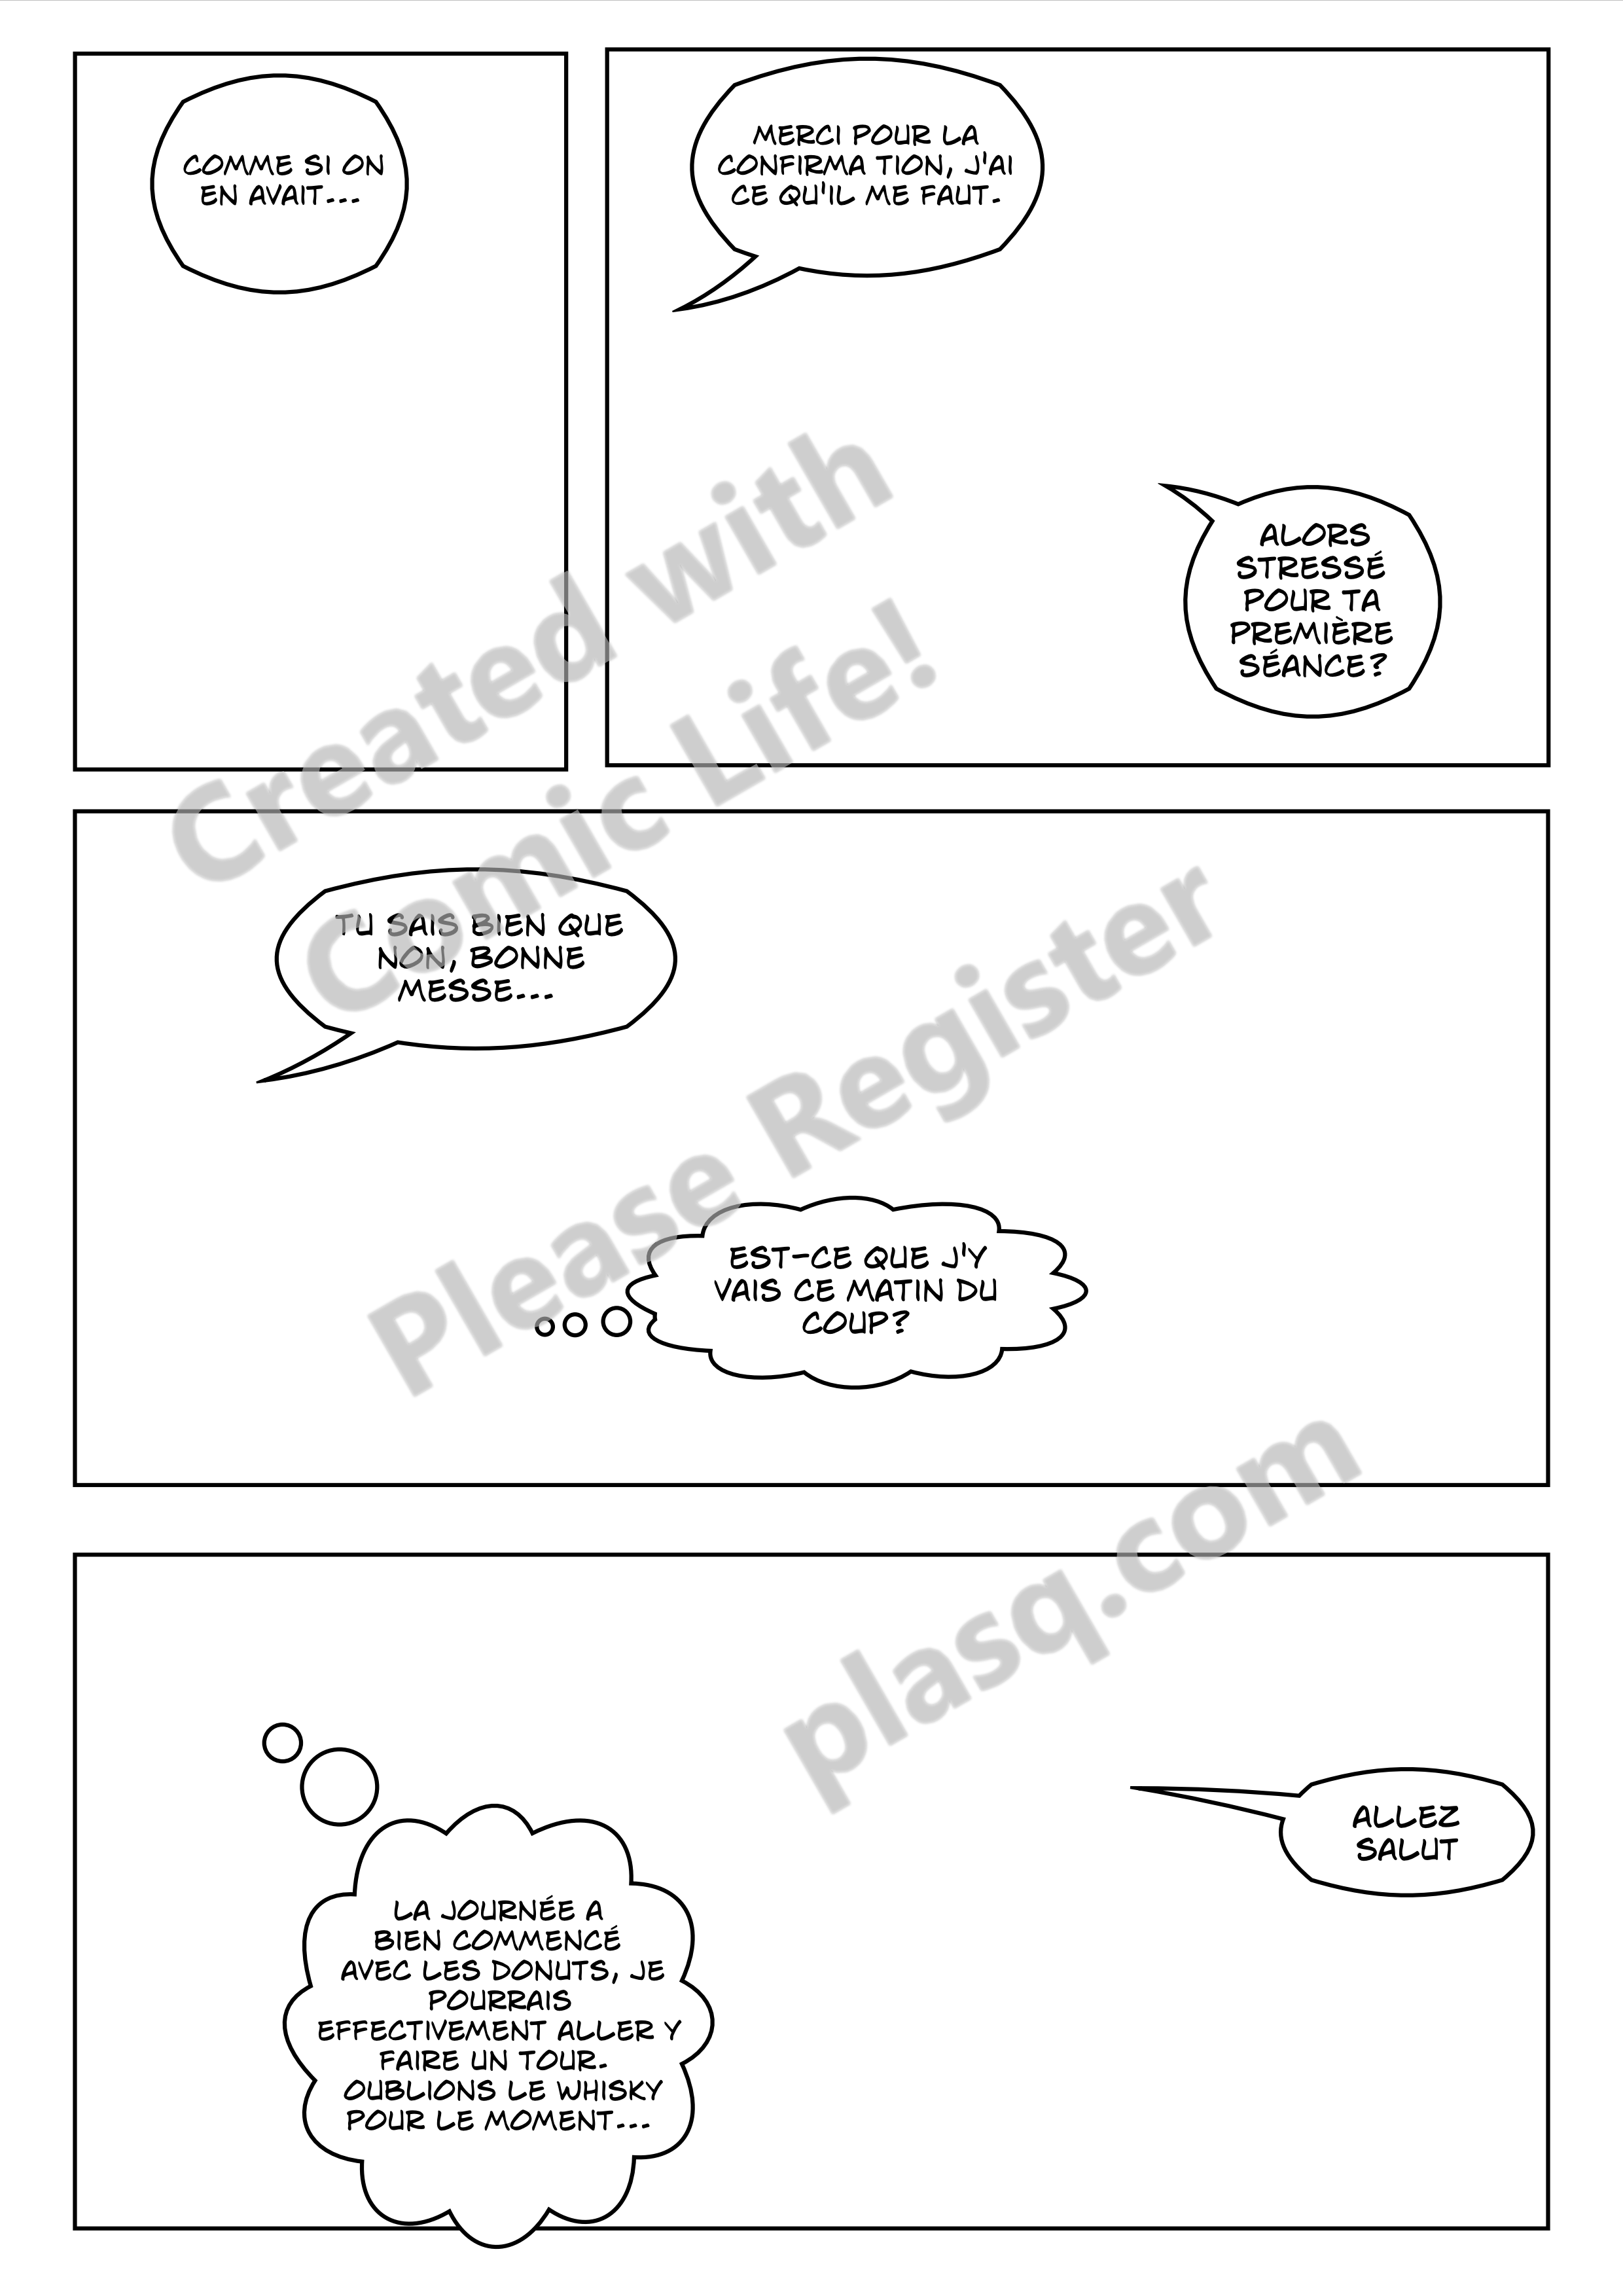 COMME SI ON
EN AVAIT...
MERCI POUR LA
CONFIRMA TION, J'AI
CE QU'IL ME FAUT.
ALORS
STRESSÉ
POUR TA
PREMIÈRE
SÉANCE?
TU SAIS BIEN QUE
NON, BONNE
MESSE...
EST-CE QUE J'Y
VAIS CE MATIN DU
COUP?
LA JOURNÉE A
BIEN COMMENCÉ
AVEC LES DONUTS, JE
POURRAIS
EFFECTIVEMENT ALLER Y
FAIRE UN TOUR.
OUBLIONS LE WHISKY
POUR LE MOMENT...
ALLEZ
SALUT
Created with
Comic Life!
Please Register
plasq.com